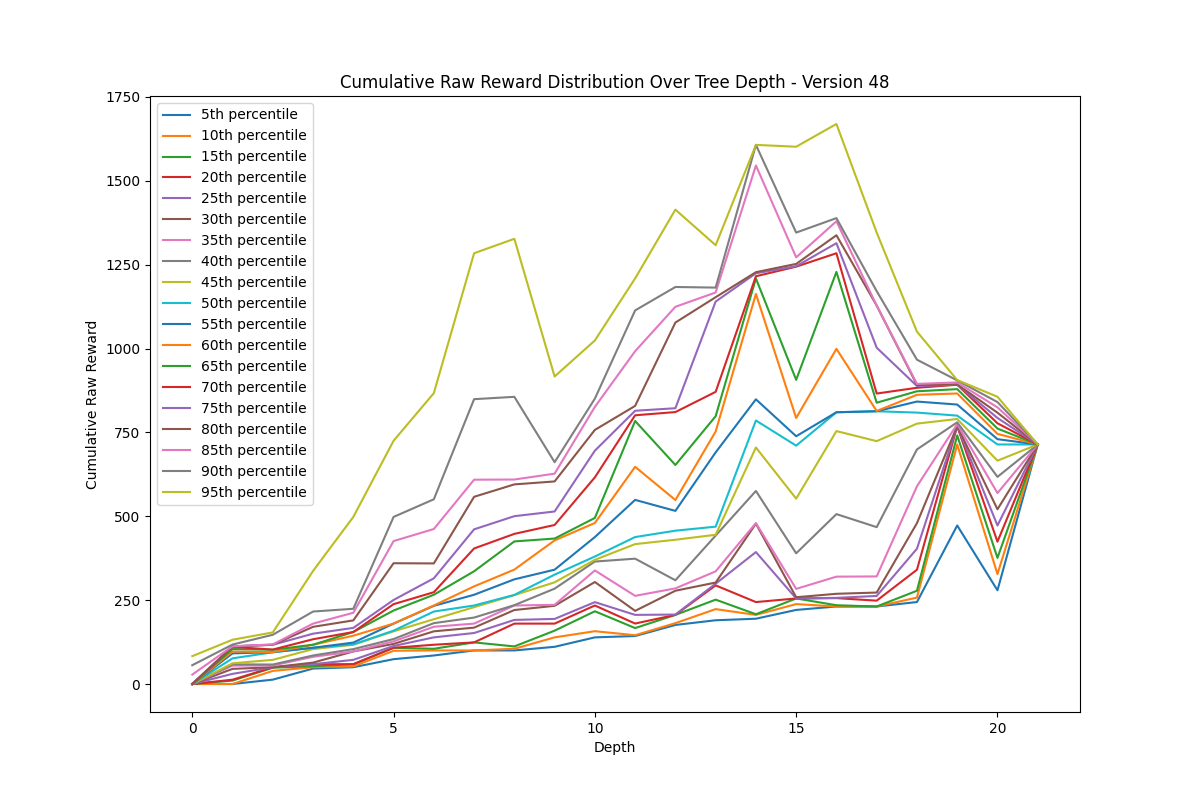 Cumulative Raw Reward Distribution Over Tree Depth - Version 48
1750
1500
1250
1000
750
500
250
0
Cumulative Raw Reward
5th percentile
10th percentile
15th percentile
20th percentile
25th percentile
30th percentile
35th percentile
40th percentile
45th percentile
50th percentile
55th percentile
60th percentile
65th percentile
70th percentile
75th percentile
80th percentile
85th percentile
90th percentile
95th percentile
0 5 10 15 20
Depth